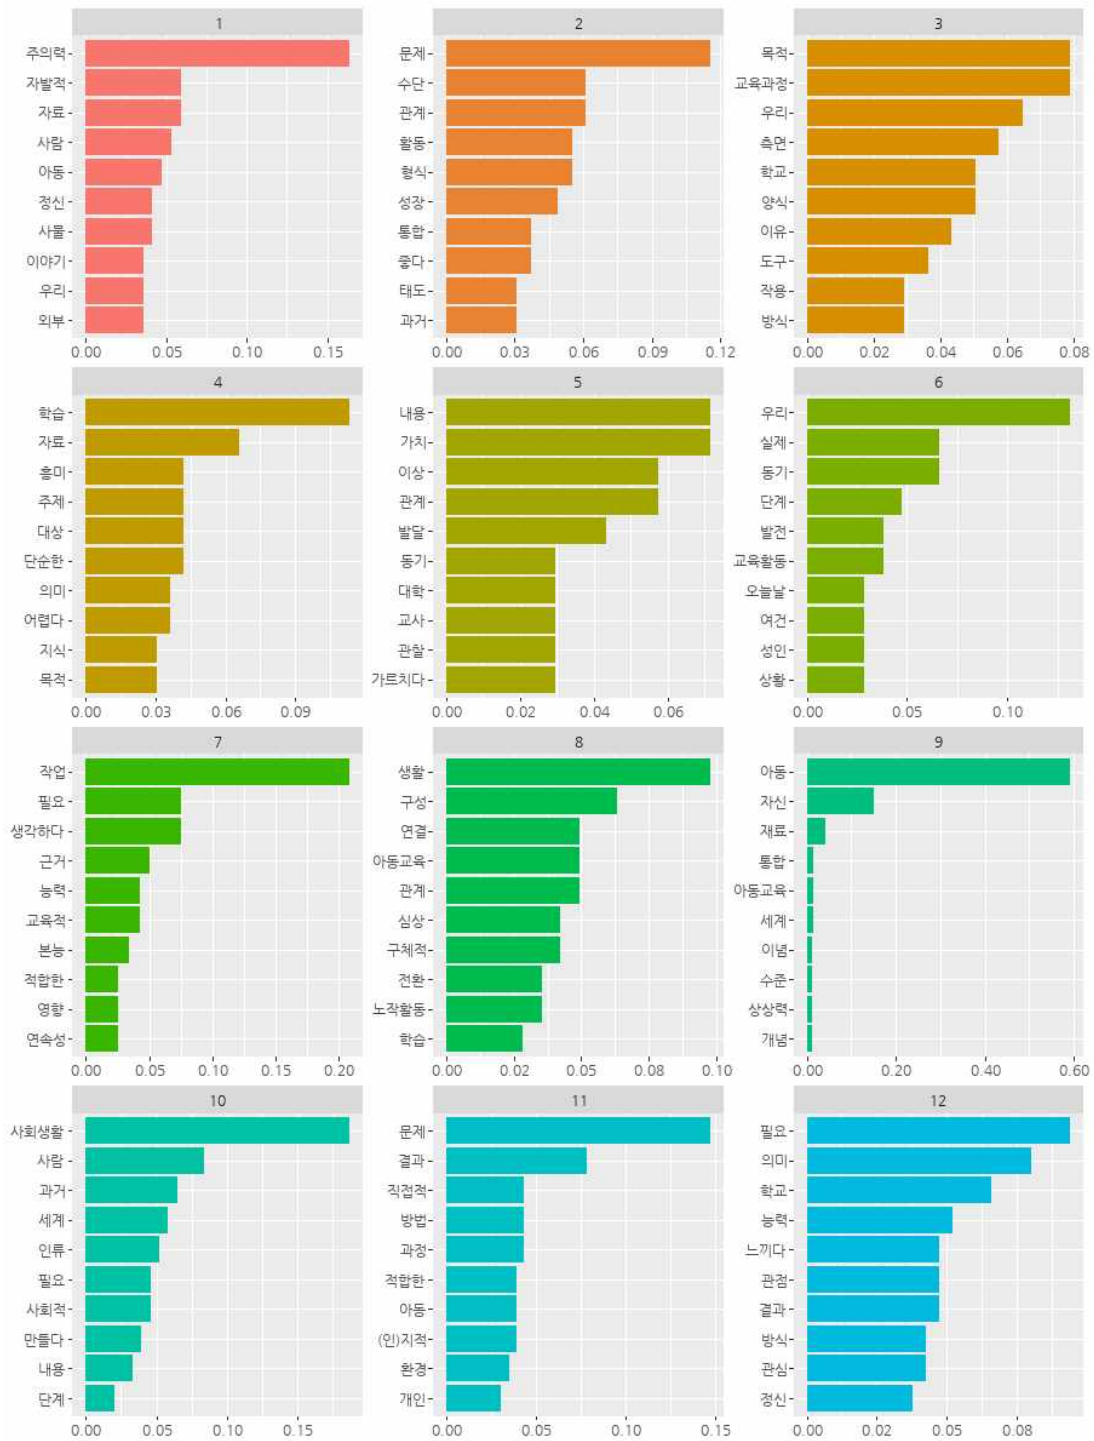 1
주의력
자발적
자료
사람
아동
정신
사물
이야기
우리
외부
0.00 0.05 0.10 0.15
2
문제
수단
관계
활동
형식
성장
통합
좋다
태도
과거
0.00 0.03 0.06 0.09 0.12
3
목적
교육과정
우리
측면
학교
양식
이유
도구
작용
방식
0.00 0.02 0.04 0.06 0.08
4
학습
자료
흥미
주제
대상
단순한
의미
어렵다
지식
목적
0.00 0.03 0.06 0.09
5
내용
가치
이상
관계
발달
동기
대학
교사
관찰
가르치다
0.00 0.02 0.04 0.06
6
우리
실제
동기
단계
발전
교육활동
오늘날
여건
성인
상황
0.00 0.05 0.10
7
작업
필요
생각하다
근거
능력
교육적
본능
적합한
영향
연속성
0.00 0.05 0.10 0.15 0.20
8
생활
구성
연결
아동교육
관계
심상
구체적
전환
노작활동
학습
0.00 0.02 0.05 0.08 0.10
9
아동
자신
재료
통합
아동교육
세계
이념
수준
상상력
개념
0.00 0.20 0.40 0.60
10
사회생활
사람
과거
세계
인류
필요
사회적
만들다
내용
단계
0.00 0.05 0.10 0.15
11
문제
결과
직접적
방법
과정
적합한
아동
(인)지적
환경
개인
0.00 0.05 0.10 0.15
12
필요
의미
학교
능력
느끼다
관점
결과
방식
관심
정신
0.00 0.02 0.05 0.08